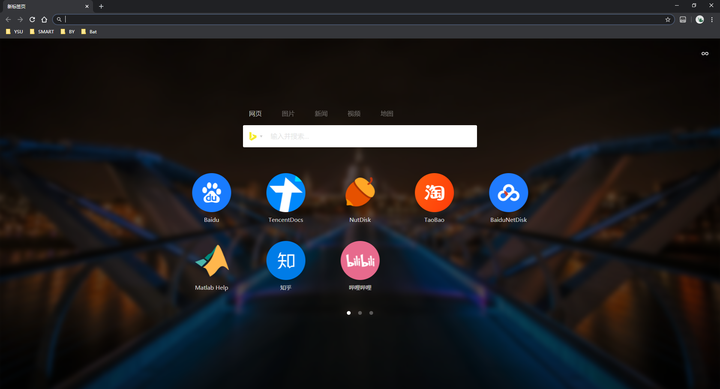 新标签页
YSU SMART BY Bat
网页 图片 新闻 视频 地图
输入并搜索...
du 淘
Baidu TencentDocs NutDisk TaoBao BaiduNetDisk
知 bilibili
Matlab Help 知乎 哔哩哔哩